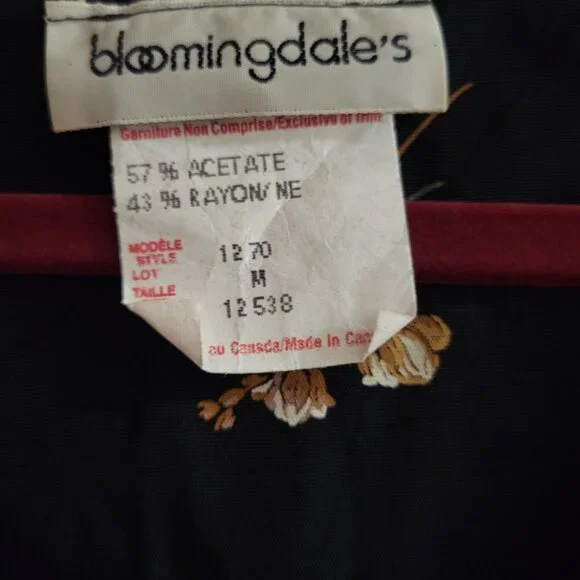 bloomingdale's
Garniture Non Comprise/Exclusive of Trim
57 % ACETATE
43 % RAYON/NE
MODÈLE
STYLE 1270
LOT M
TAILLE 12538
au Canada/Made in Can